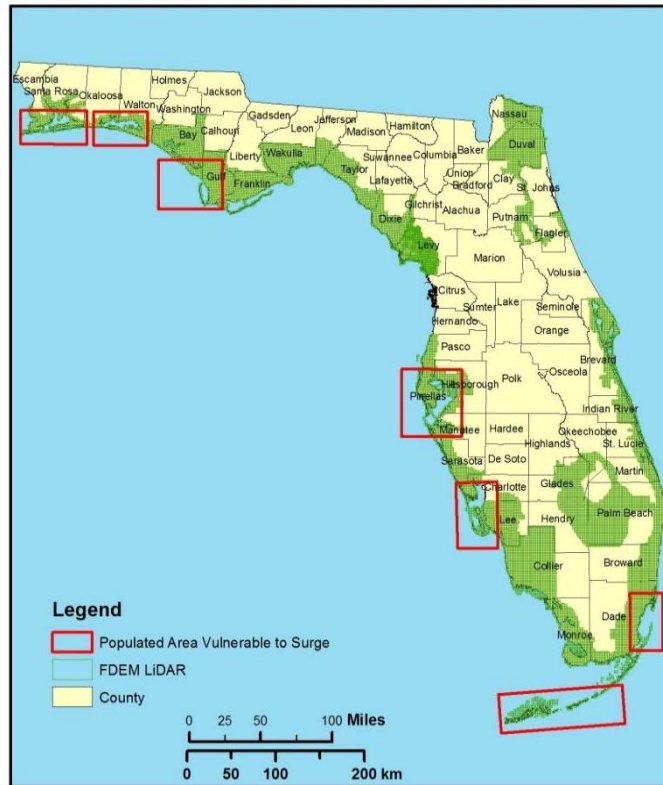 Escambia
Santa Rosa
Okaloosa
Walton
Holmes
Washington
Jackson
Bay
Calhoun
Gulf
Liberty
Gadsden
Franklin
Leon
Wakulla
Jefferson
Madison
Taylor
Hamilton
Suwannee
Lafayette
Dixie
Columbia
Gilchrist
Levy
Baker
Union
Bradford
Alachua
Nassau
Duval
Clay
St. Johns
Putnam
Flagler
Marion
Volusia
Citrus
Sumter
Lake
Seminole
Hernando
Orange
Pasco
Brevard
Osceola
Hillsborough
Polk
Pinellas
Indian River
Manatee
Hardee
Okeechobee
Highlands
St. Lucie
Sarasota
De Soto
Martin
Charlotte
Glades
Lee
Hendry
Palm Beach
Collier
Broward
Dade
Monroe
Legend
Populated Area Vulnerable to Surge
FDEM LiDAR
County
0 25 50 100 Miles
0 50 100 200 km